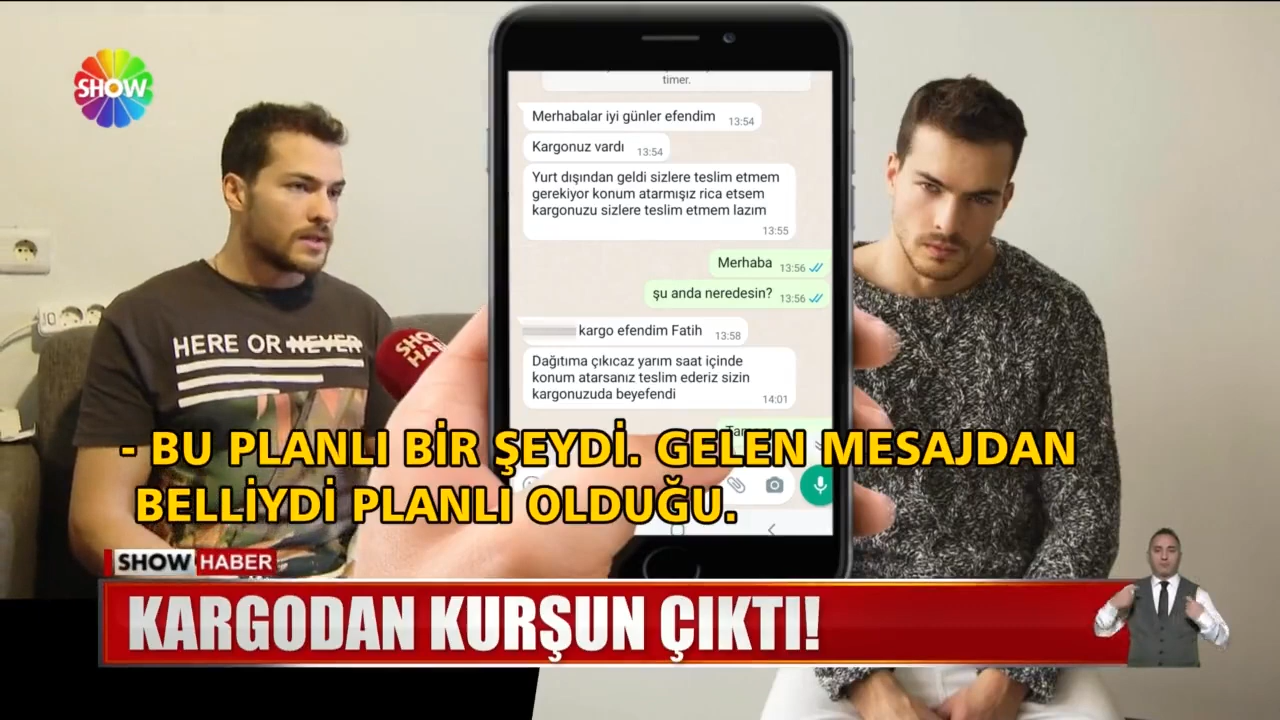 SHOW
timer.
Merhabalar iyi günler efendim 13:54
Kargonuz vardı 13:54
Yurt dışından geldi sizlere teslim etmem
gerekiyor konum atarmışız rica etsem
kargonuzu sizlere teslim etmem lazım
13:55
Merhaba 13:56
şu anda neredesin? 13:56
kargo efendim Fatih 13:58
Dağıtıma çıkıcaz yarım saat içinde
konum atarsanız teslim ederiz sizin
kargonuzuda beyefendi
14:01
HERE OR NEVER
SHOW
- BU PLANLI BİR ŞEYDİ. GELEN MESAJDAN
BELLİYDİ PLANLI OLDUĞU.
SHOW HABER
KARGODAN KURŞUN ÇIKTI!